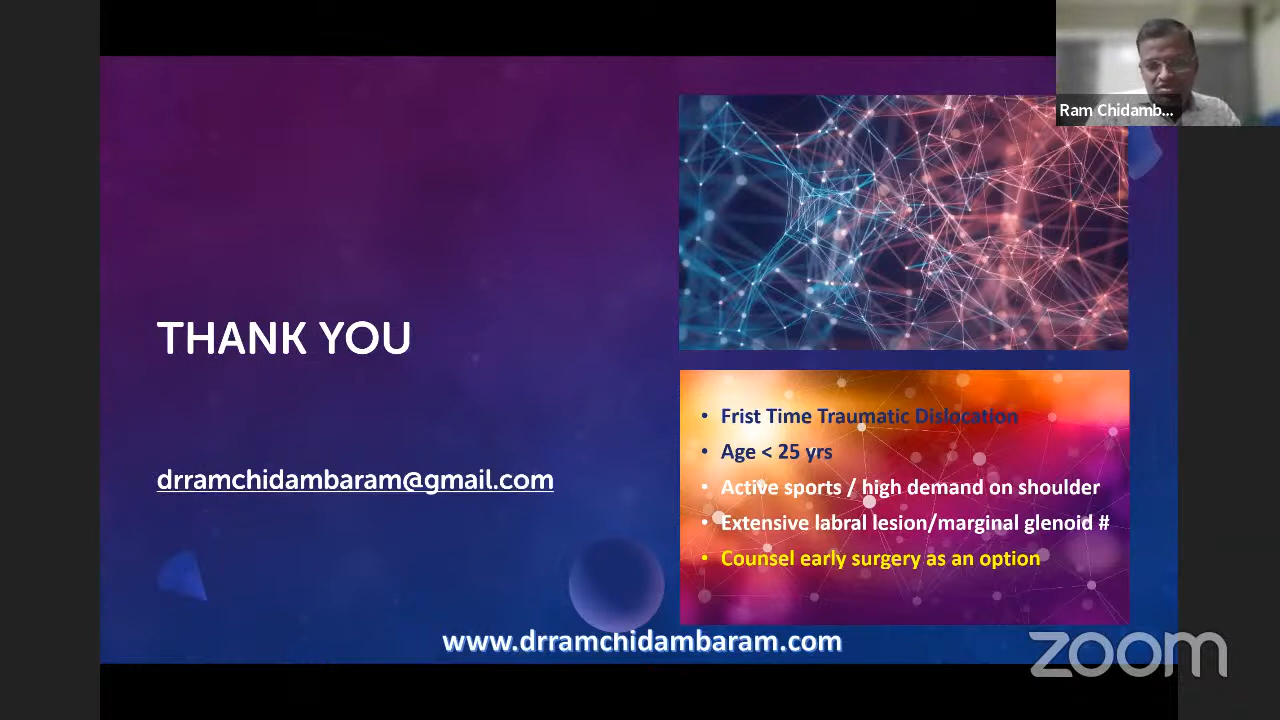 Ram Chidamb...
THANK YOU
drramchidambaram@gmail.com
• Frist Time Traumatic Dislocation
• Age < 25 yrs
• Active sports / high demand on shoulder
• Extensive labral lesion/marginal glenoid #
• Counsel early surgery as an option
www.drramchidambaram.com
zoom